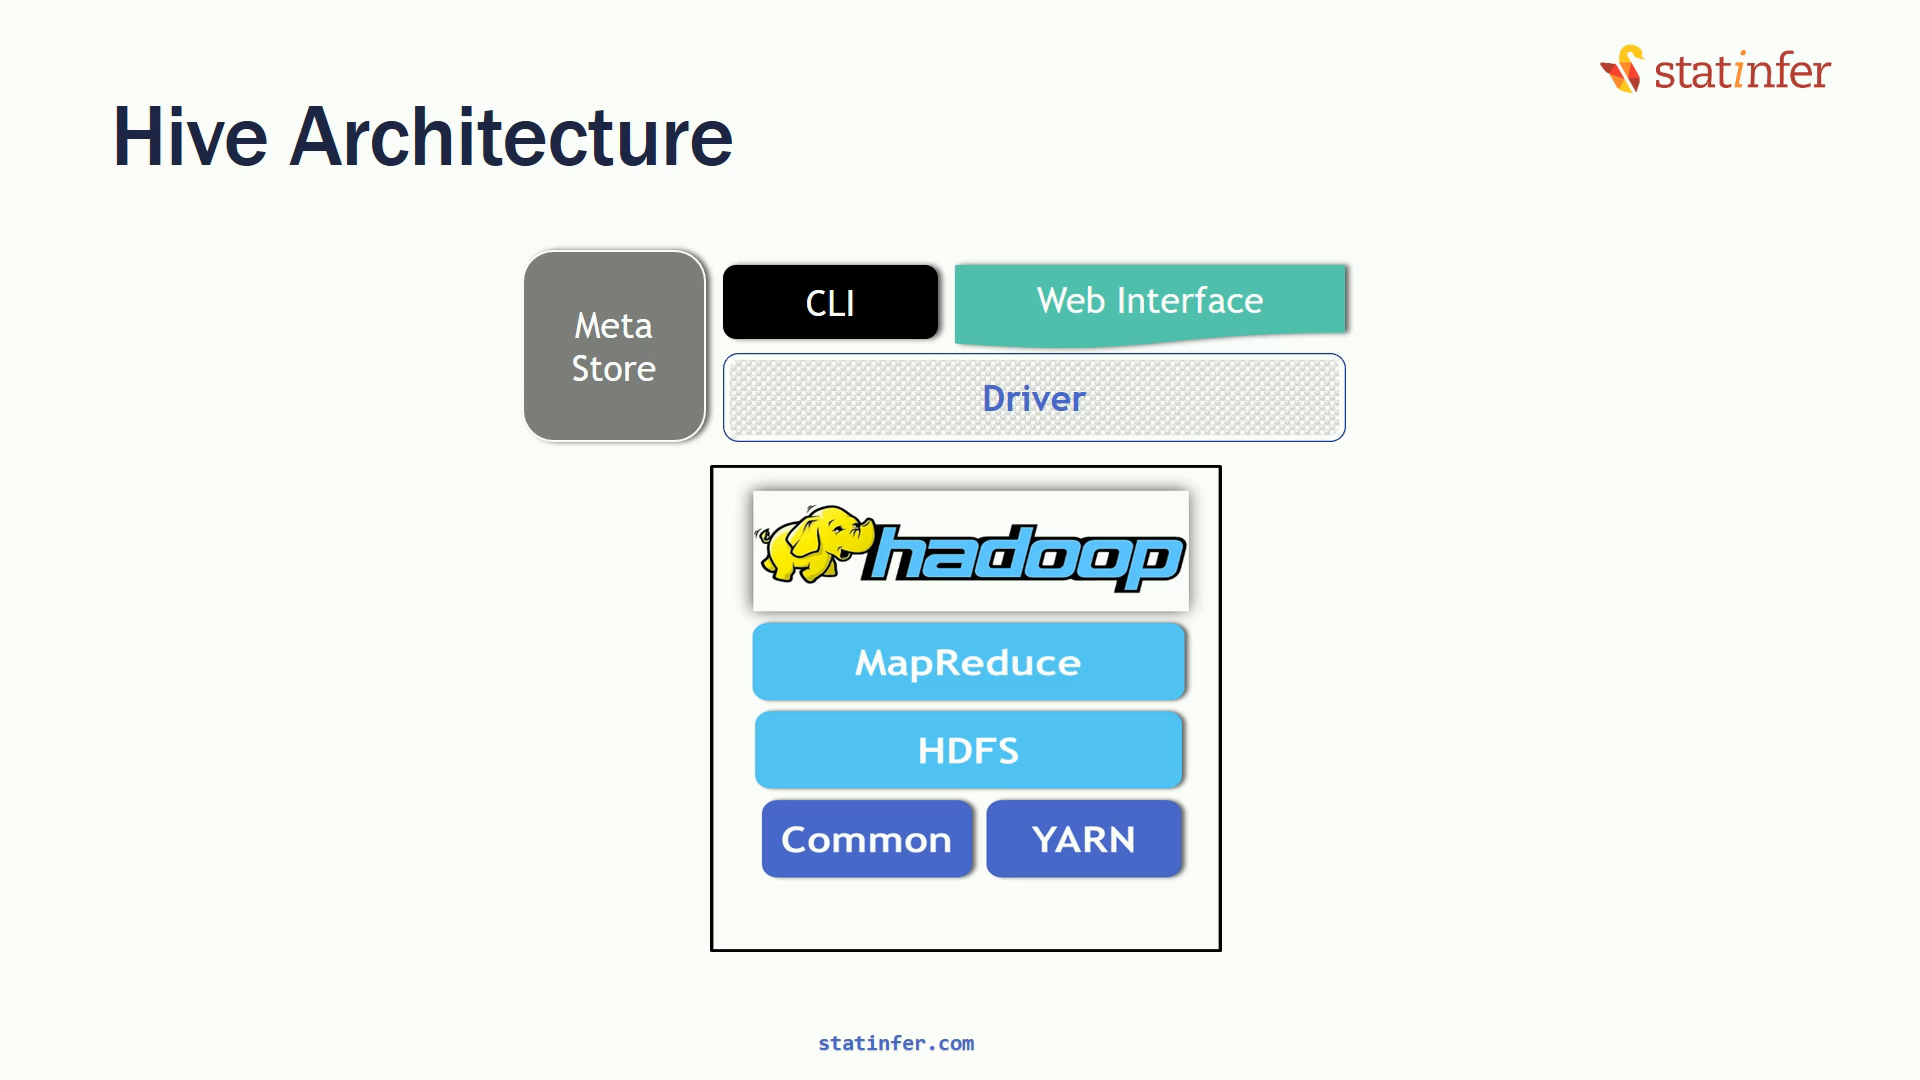 statinfer
Hive Architecture
Meta
Store
CLI
Web Interface
Driver
hadoop
MapReduce
HDFS
Common
YARN
statinfer.com